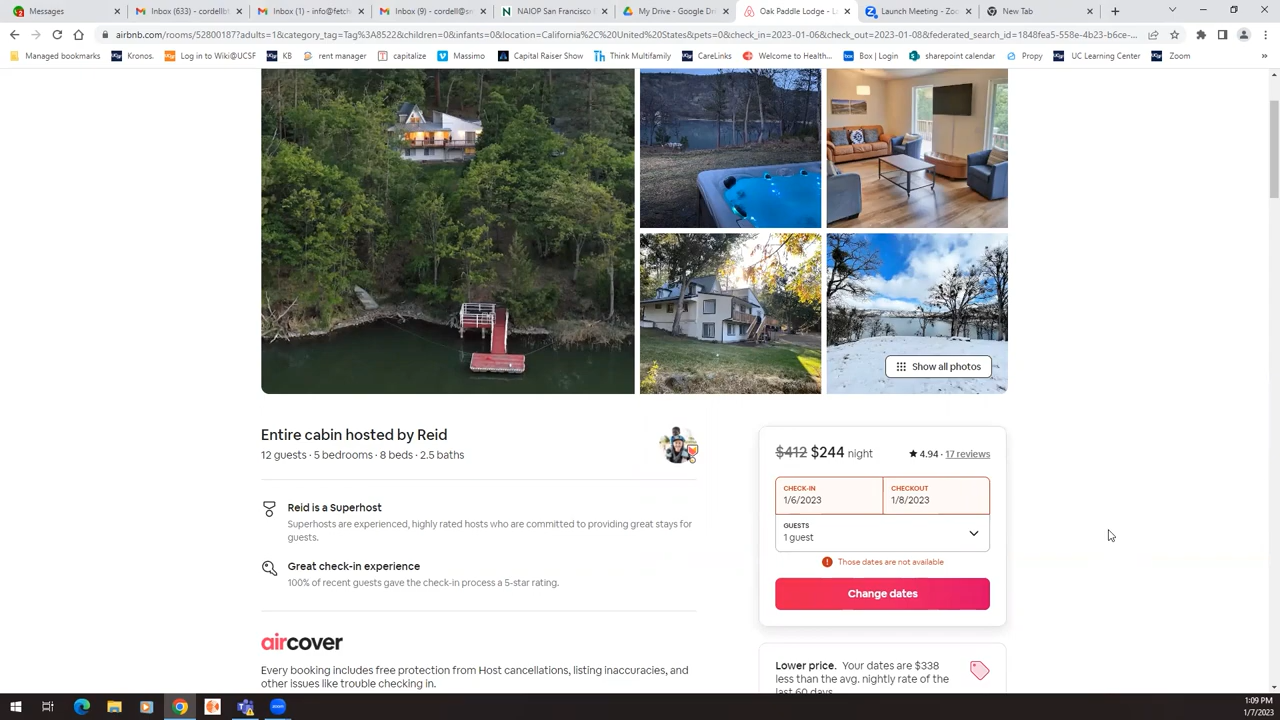 Messages
Inbox (633) - cordellbt
Inbox (1) - info@fetch
Inbox (9) - cordell@sm
NAIOP San Francisco
My Drive - Google Dr
Oak Paddle Lodge - L
Launch Meeting - Zoo
New Tab
airbnb.com/rooms/52800187?adults=1&category_tag=Tag%3A8522&children=0&infants=0&location=California%2C%20United%20States&pets=0&check_in=2023-01-06&check_out=2023-01-08&federated_search_id=1848fea5-558e-4b23-b6ce-...
Managed bookmarks
Kronos.
Log in to Wiki@UCSF
KB
rent manager
capitalize
Massimo
Capital Raiser Show
Think Multifamily
CareLinks
Welcome to Health...
Box | Login
sharepoint calendar
Propy
UC Learning Center
Zoom
»
Show all photos
Entire cabin hosted by Reid
12 guests · 5 bedrooms · 8 beds · 2.5 baths
Reid is a Superhost
Superhosts are experienced, highly rated hosts who are committed to providing great stays for
guests.
Great check-in experience
100% of recent guests gave the check-in process a 5-star rating.
aircover
Every booking includes free protection from Host cancellations, listing inaccuracies, and
other issues like trouble checking in.
$412 $244 night
★ 4.94 · 17 reviews
CHECK-IN
1/6/2023
CHECKOUT
1/8/2023
GUESTS
1 guest
Those dates are not available
Change dates
Lower price. Your dates are $338
less than the avg. nightly rate of the
last 60 days.
1:09 PM
1/7/2023